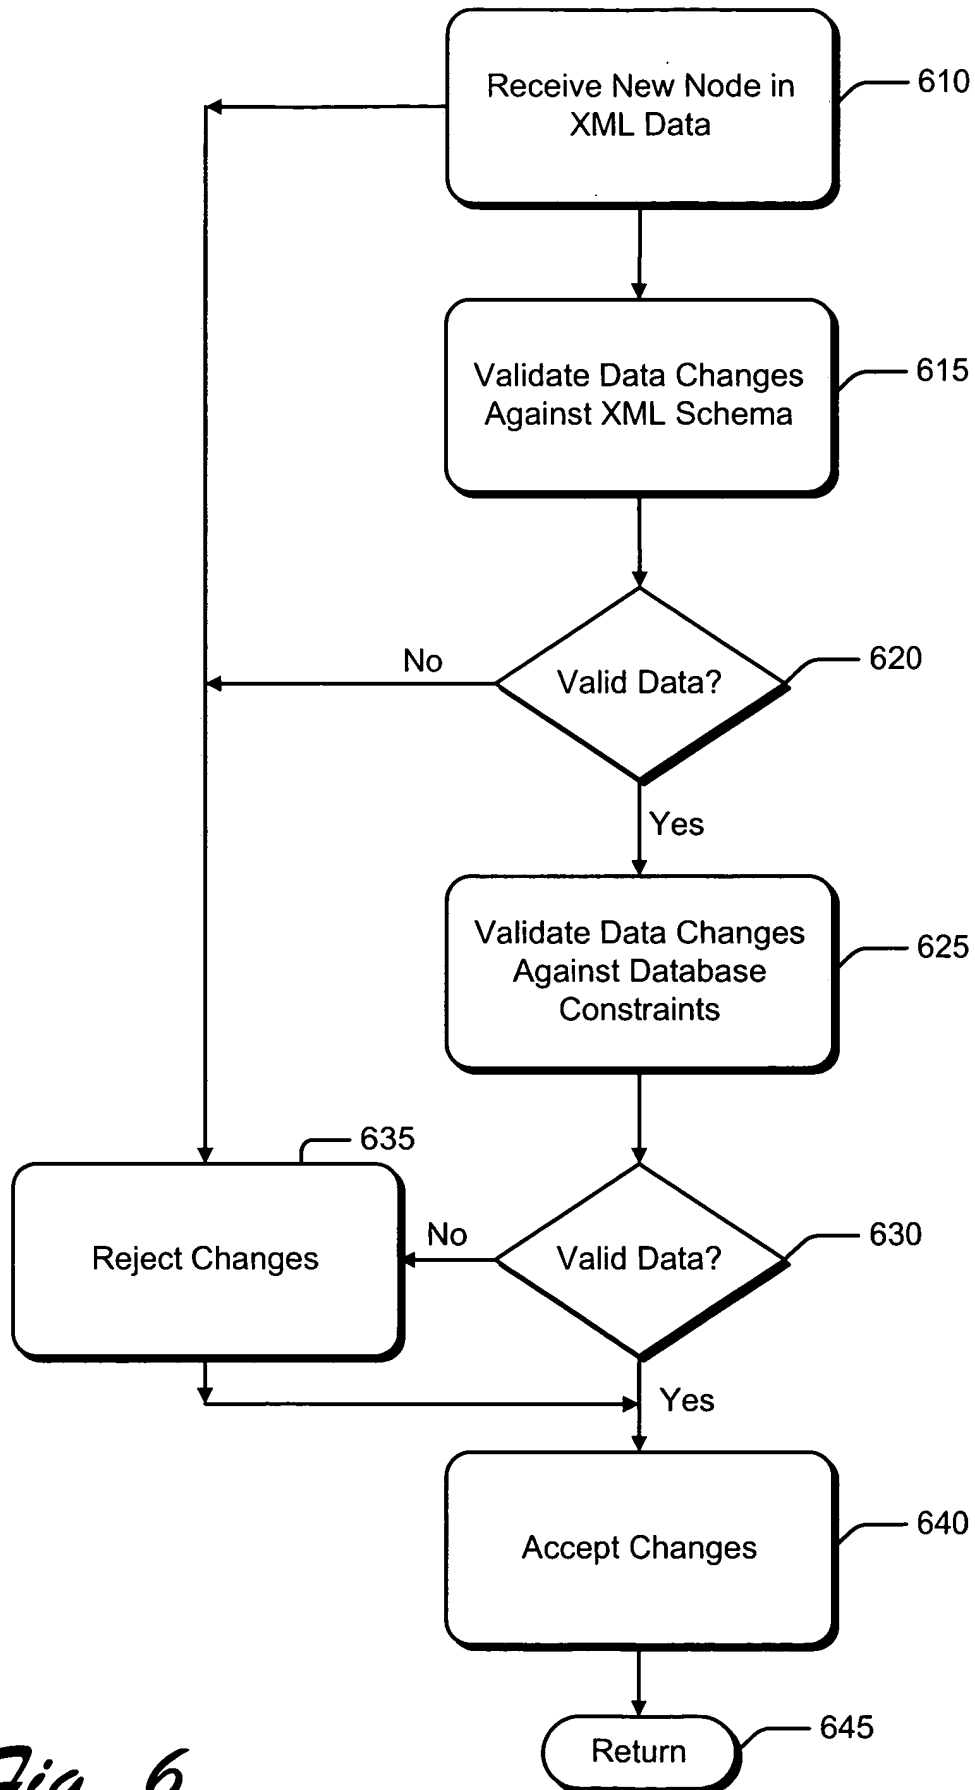 Receive New Node in
XML Data
610
Validate Data Changes
Against XML Schema
615
No
Valid Data?
620
Yes
Validate Data Changes
Against Database
Constraints
625
635
Reject Changes
No
Valid Data?
630
Yes
Accept Changes
640
Return
645
Fig. 6